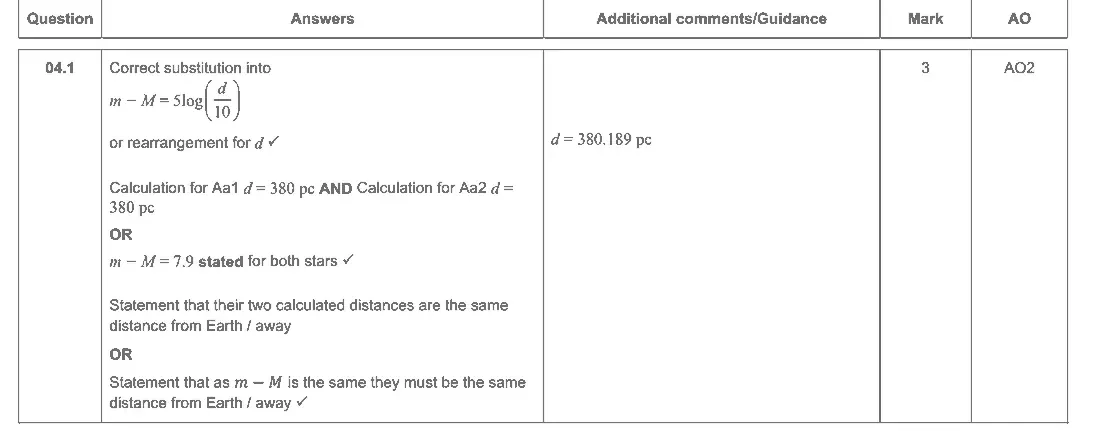 Question Answers Additional comments/Guidance Mark AO
04.1 Correct substitution into 3 AO2
m − M = 5log(d/10)
or rearrangement for d ✓ d = 380.189 pc
Calculation for Aa1 d = 380 pc AND Calculation for Aa2 d =
380 pc
OR
m − M = 7.9 stated for both stars ✓
Statement that their two calculated distances are the same
distance from Earth / away
OR
Statement that as m − M is the same they must be the same
distance from Earth / away ✓